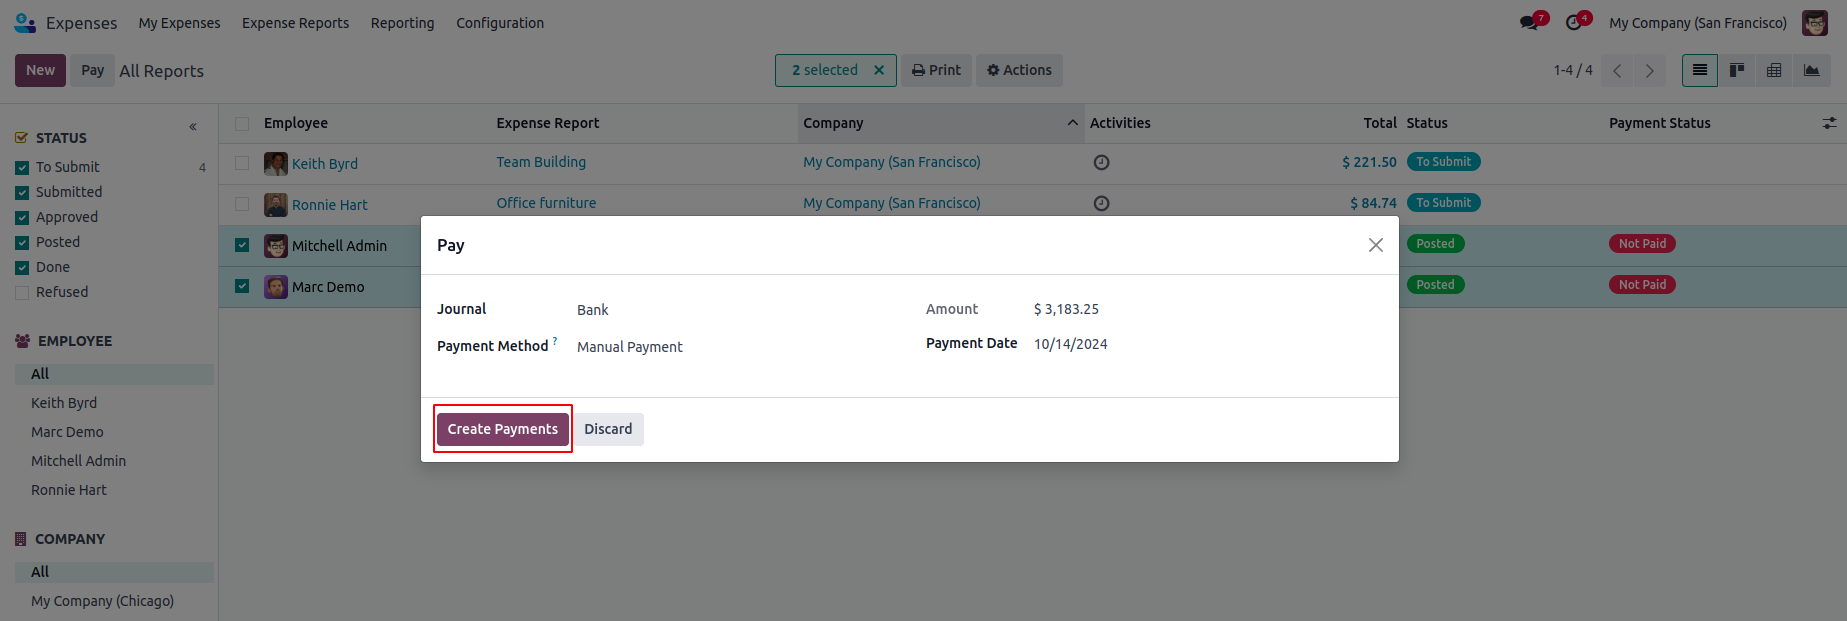 Expenses My Expenses Expense Reports Reporting Configuration 7 4 My Company (San Francisco)
New Pay All Reports 2 selected × Print Actions 1-4 / 4
STATUS «
To Submit 4
Submitted
Approved
Posted
Done
Refused
EMPLOYEE
All
Keith Byrd
Marc Demo
Mitchell Admin
Ronnie Hart
COMPANY
All
My Company (Chicago)
Employee Expense Report Company Activities Total Status Payment Status
Keith Byrd Team Building My Company (San Francisco) $ 221.50 To Submit
Ronnie Hart Office furniture My Company (San Francisco) $ 84.74 To Submit
Mitchell Admin Posted Not Paid
Marc Demo Posted Not Paid
Pay
Journal Bank Amount $ 3,183.25
Payment Method ? Manual Payment Payment Date 10/14/2024
Create Payments Discard